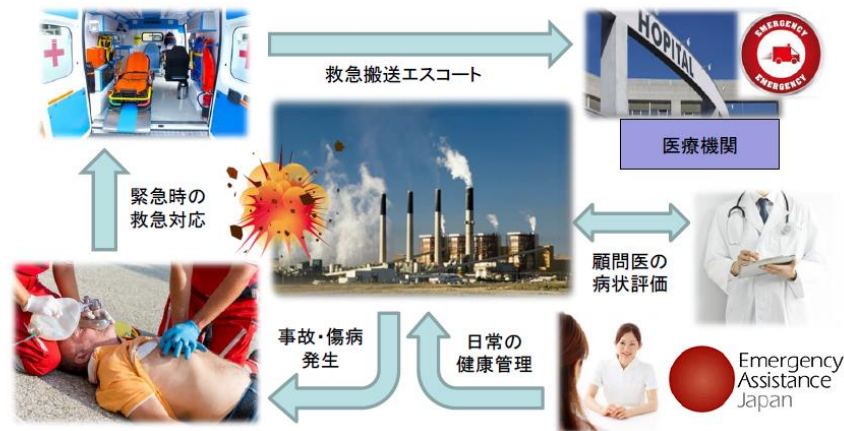 救急搬送エスコート
HOPITAL
EMERGENCY
EMERGENCY
医療機関
緊急時の
救急対応
顧問医の
病状評価
事故・傷病
発生
日常の
健康管理
Emergency
Assistance
Japan